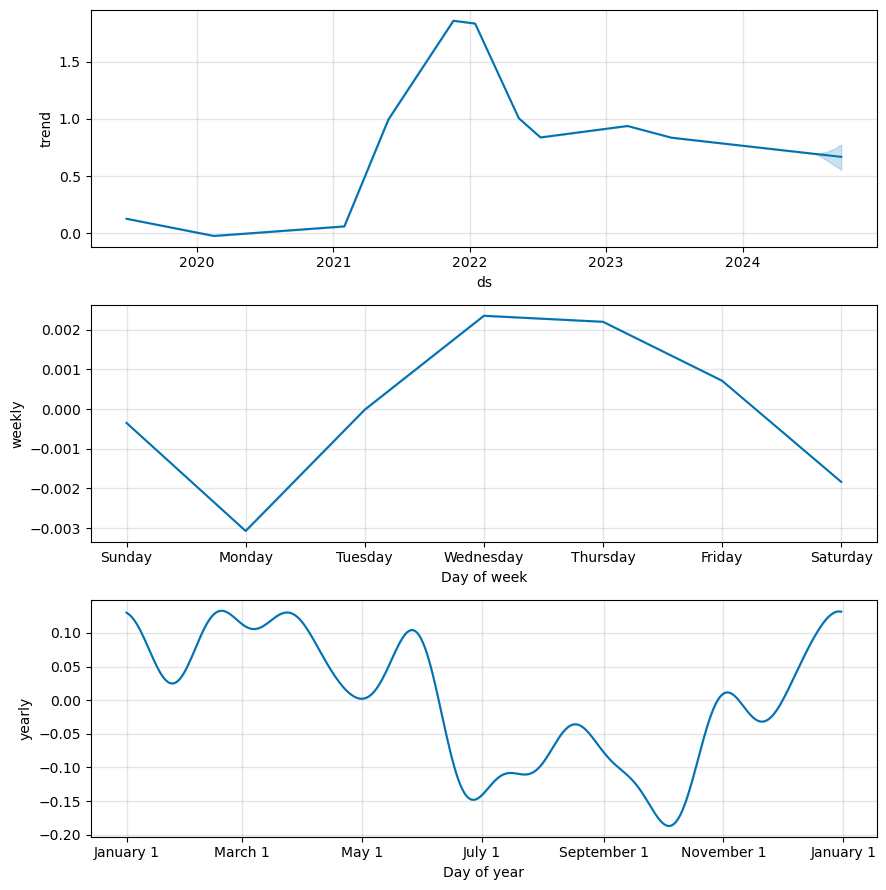 trend
1.5
1.0
0.5
0.0
2020 2021 2022 2023 2024
ds
weekly
0.002
0.001
0.000
−0.001
−0.002
−0.003
Sunday Monday Tuesday Wednesday Thursday Friday Saturday
Day of week
yearly
0.10
0.05
0.00
−0.05
−0.10
−0.15
−0.20
January 1 March 1 May 1 July 1 September 1 November 1 January 1
Day of year